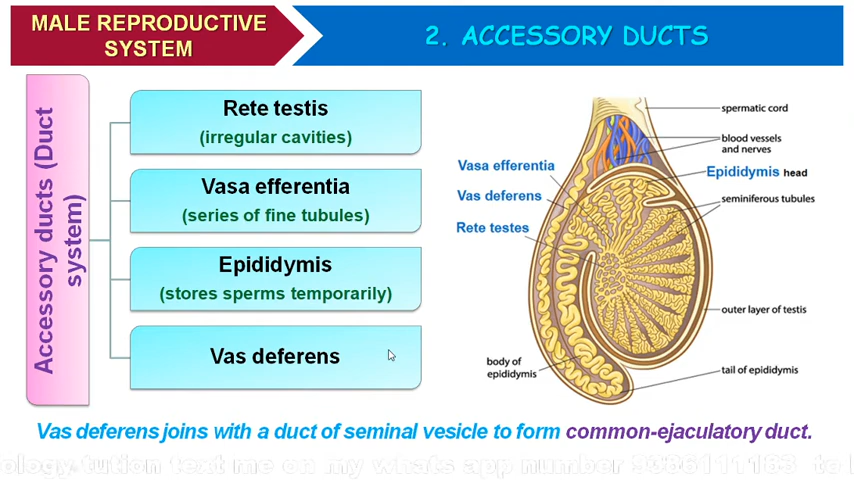 MALE REPRODUCTIVE
SYSTEM
2. ACCESSORY DUCTS
Accessory ducts (Duct
system)
Rete testis
(irregular cavities)
Vasa efferentia
(series of fine tubules)
Epididymis
(stores sperms temporarily)
Vas deferens
spermatic cord
blood vessels
and nerves
Vasa efferentia
Epididymis head
Vas deferens
seminiferous tubules
Rete testes
outer layer of testis
body of
epididymis
tail of epididymis
Vas deferens joins with a duct of seminal vesicle to form common-ejaculatory duct.
ology tution text me on my whats app number 9486111183 to